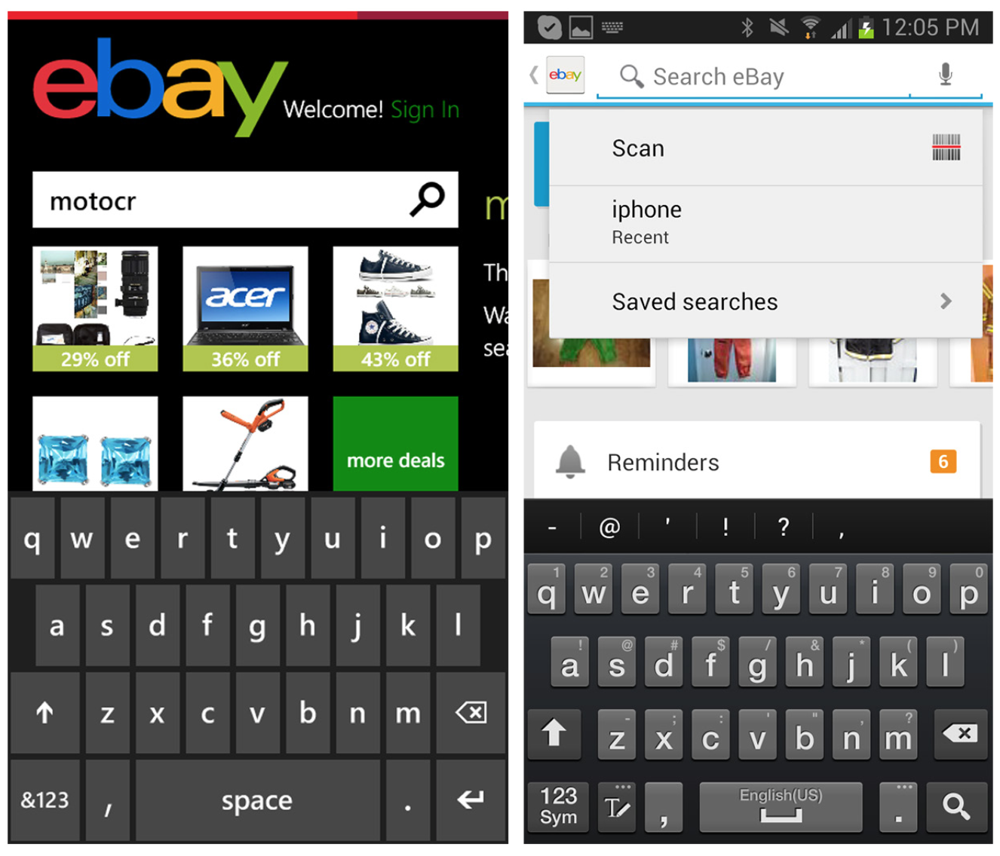 ebay
Welcome! Sign In
motocr
m
Th
Wa
sea
acer
29% off
36% off
43% off
more deals
q w e r t y u i o p
a s d f g h j k l
z x c v b n m
&123 , space .
12:05 PM
ebay
Search eBay
Scan
iphone
Recent
Saved searches
Reminders
6
- @ ' ! ? ,
1 2 3 4 5 6 7 8 9 0
q w e r t y u i o p
! @ # $ / & * ( )
a s d f g h j k l
- ; : ' " , ?
z x c v b n m
123
Sym
T
,
English(US)
.